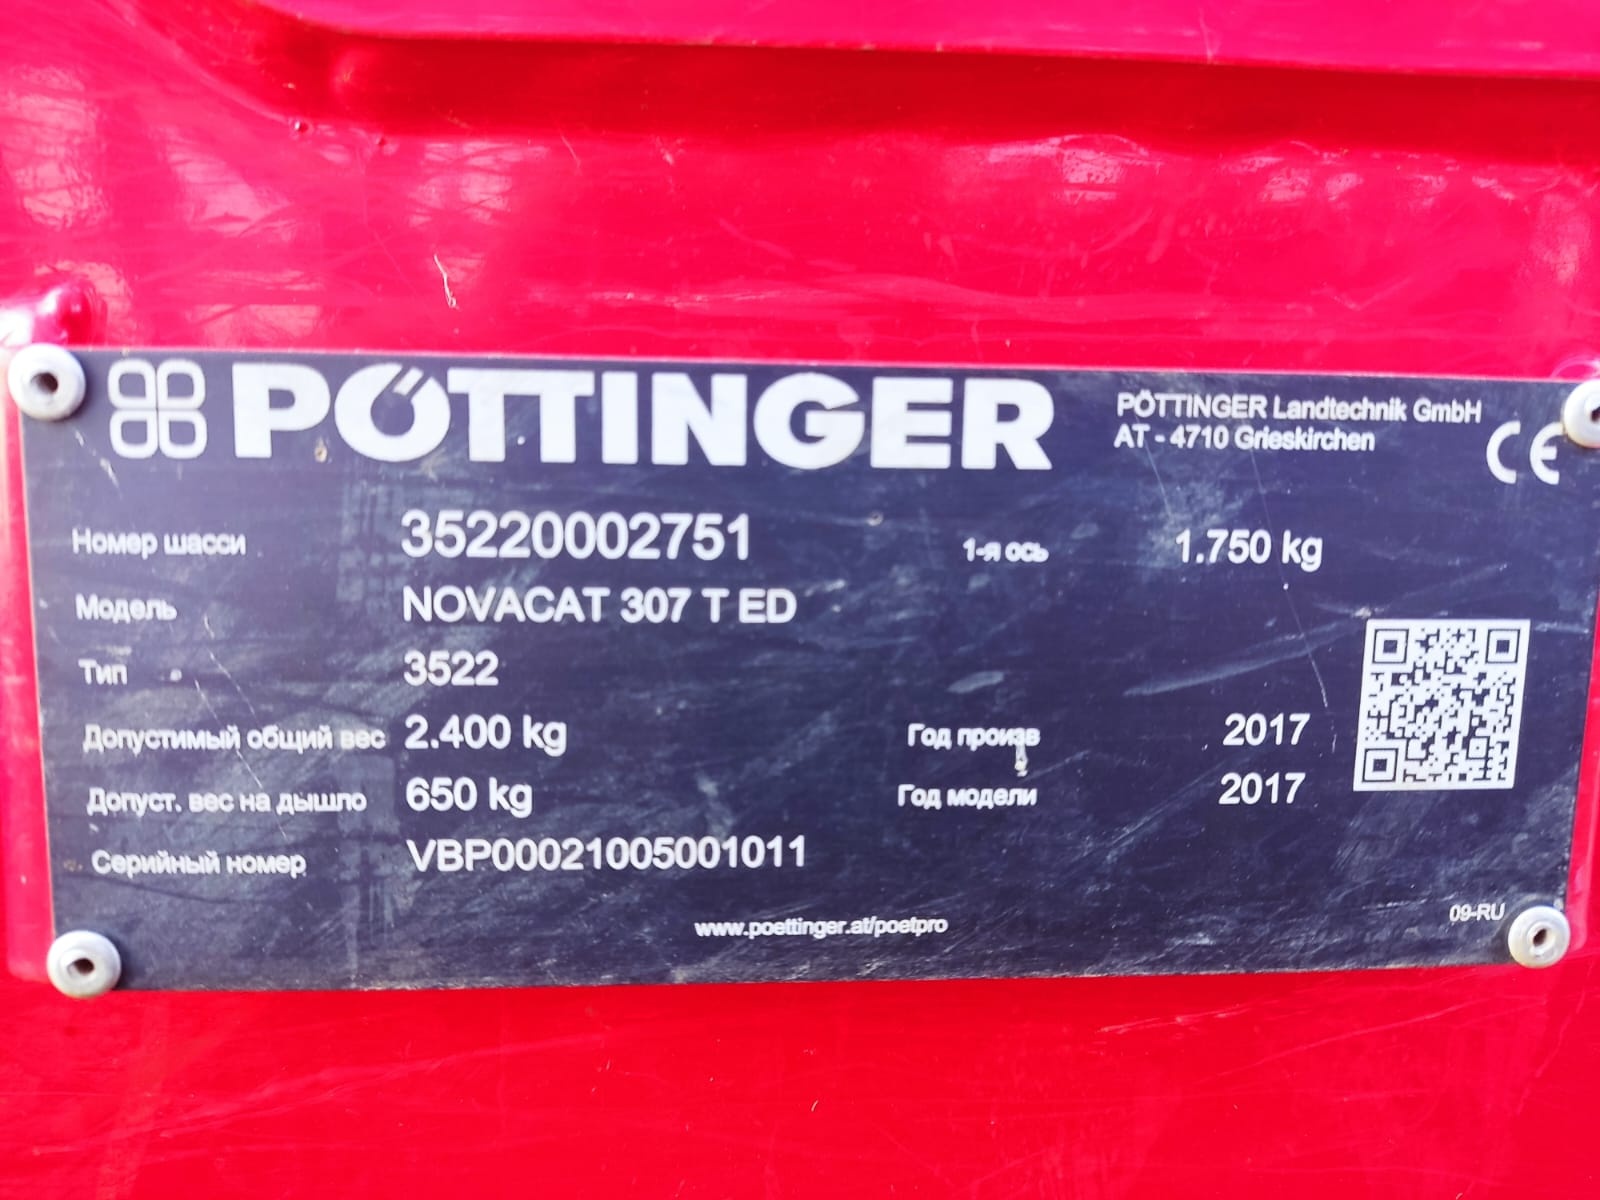 PÖTTINGER
PÖTTINGER Landtechnik GmbH
AT - 4710 Grieskirchen
CE
Номер шасси 35220002751 1-я ось 1.750 kg
Модель NOVACAT 307 T ED
Тип 3522
Допустимый общий вес 2.400 kg Год произв 2017
Допуст. вес на дышло 650 kg Год модели 2017
Серийный номер VBP00021005001011
www.poettinger.at/poetpro
09-RU